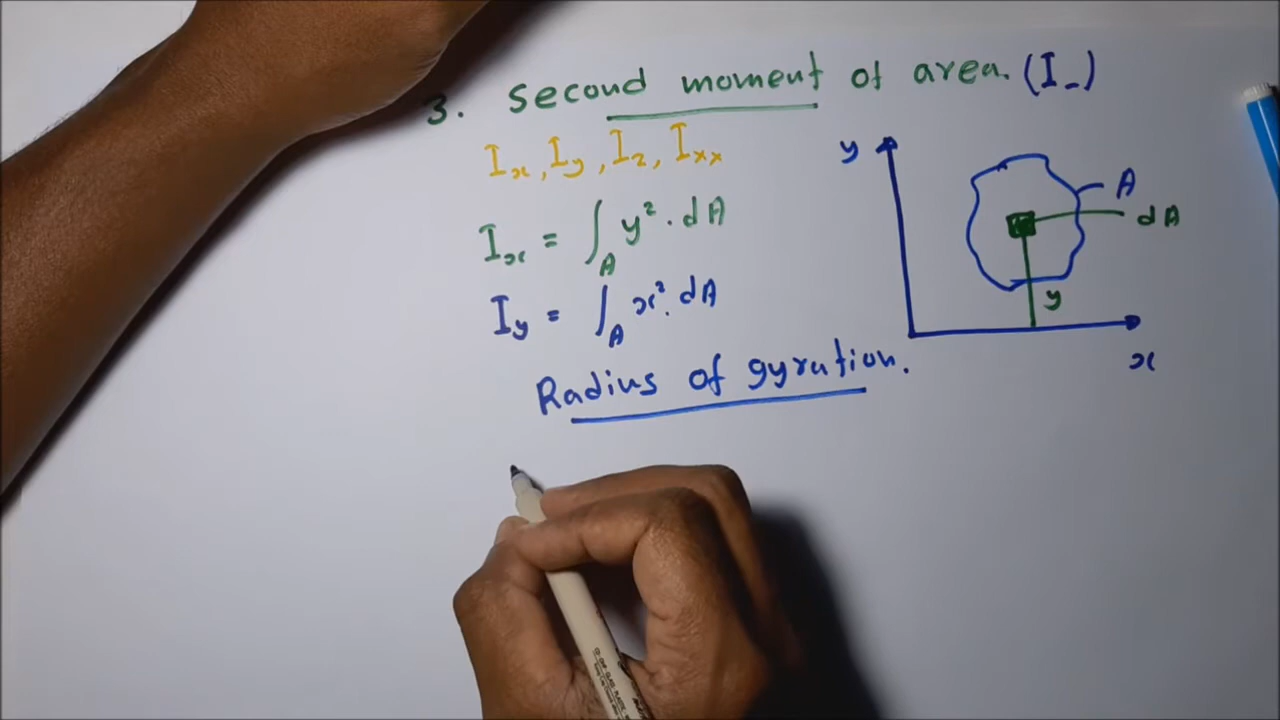 3. Second moment of area. (I_)
Ix, Iy, Iz, Ixx
Ix = ∫A y². dA
Iy = ∫A x². dA
Radius of gyration.
y
A
dA
y
x